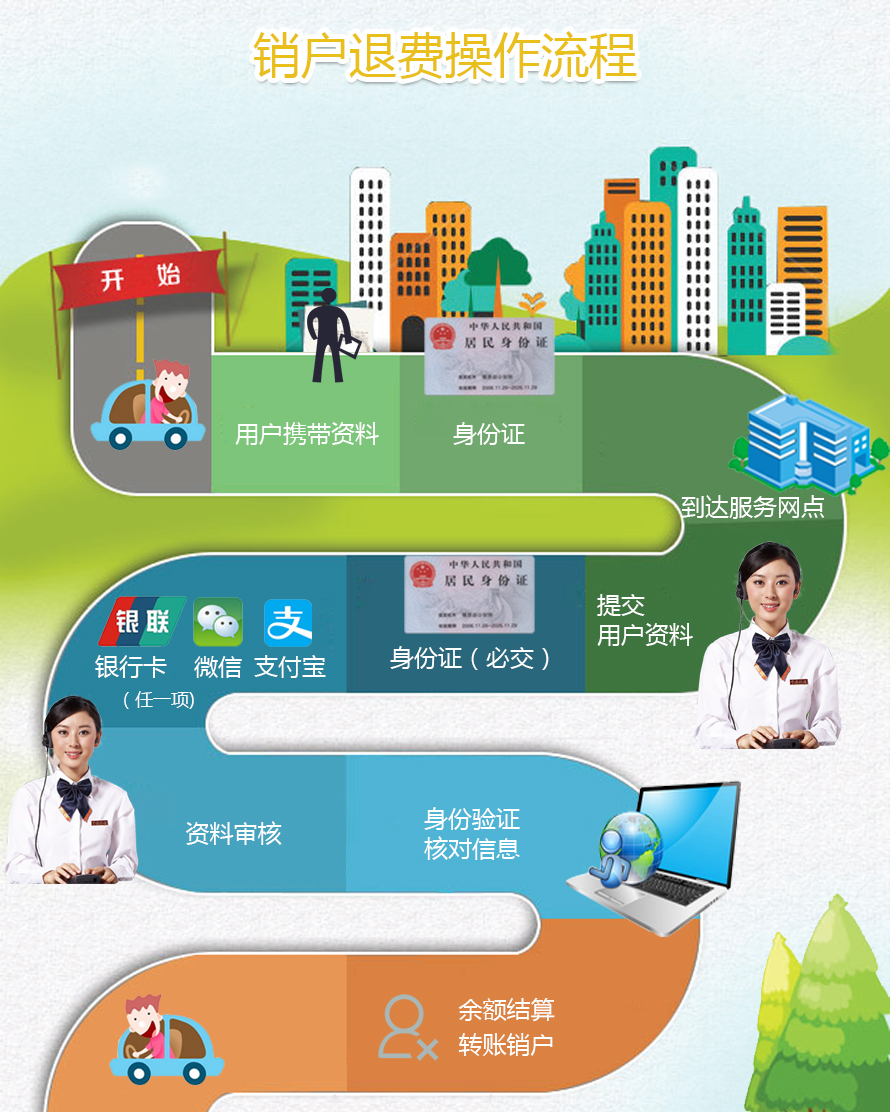 销户退费操作流程
开 始
中华人民共和国
居民身份证
用户携带资料
身份证
到达服务网点
中华人民共和国
居民身份证
提交
用户资料
身份证（必交）
银联
支
银行卡 微信 支付宝
（任一项）
资料审核
身份验证
核对信息
余额结算
转账销户